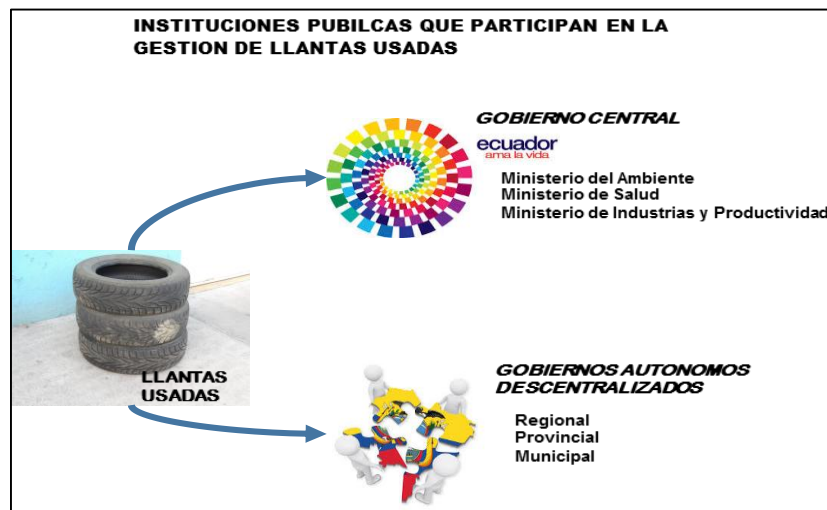 INSTITUCIONES PUBILCAS QUE PARTICIPAN EN LA
GESTION DE LLANTAS USADAS
GOBIERNO CENTRAL
ecuador
ama la vida
Ministerio del Ambiente
Ministerio de Salud
Ministerio de Industrias y Productividad
LLANTAS
USADAS
GOBIERNOS AUTONOMOS
DESCENTRALIZADOS
Regional
Provincial
Municipal